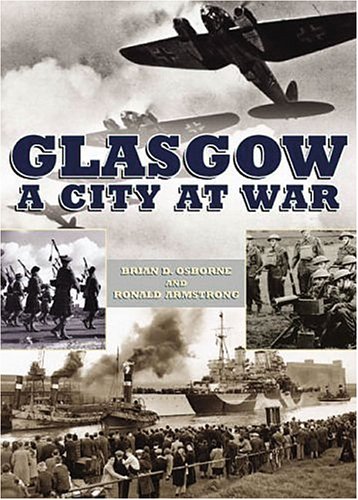 GLASGOW
A CITY AT WAR
BRIAN D. OSBORNE
AND
RONALD ARMSTRONG